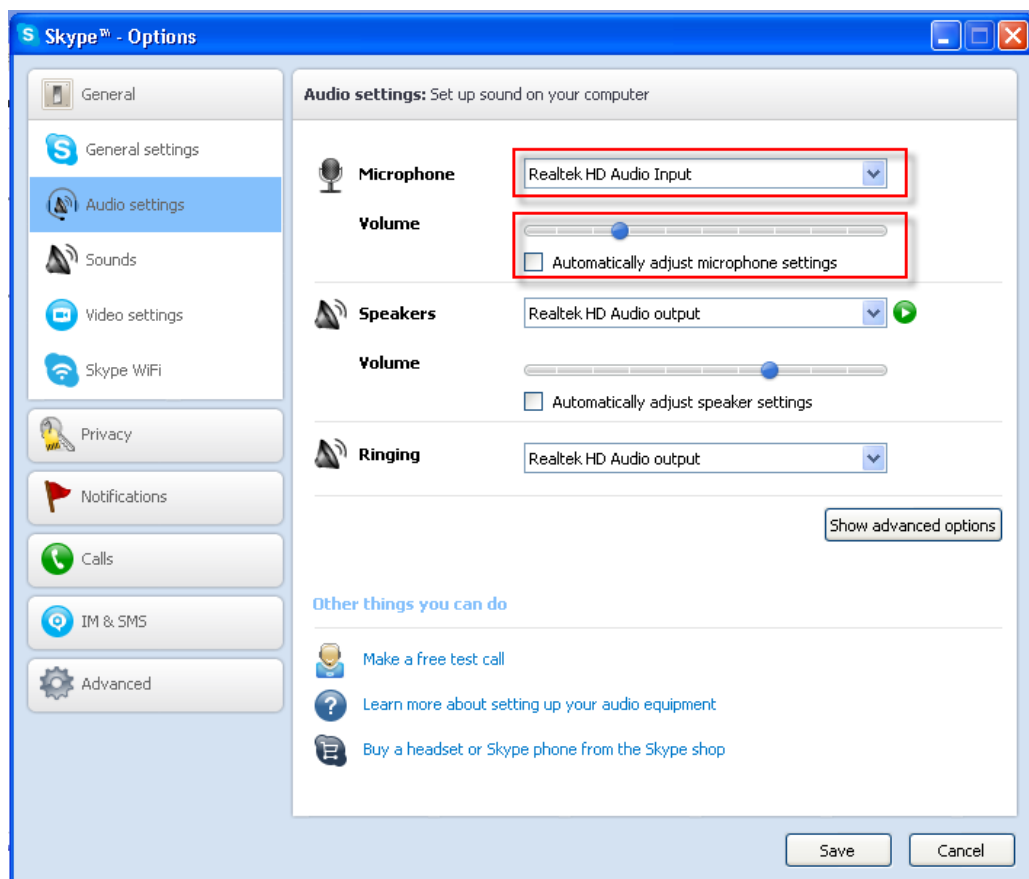 Skype™ - Options
General
Audio settings: Set up sound on your computer
General settings
Audio settings
Sounds
Video settings
Skype WiFi
Privacy
Notifications
Calls
IM & SMS
Advanced
Microphone
Realtek HD Audio Input
Volume
Automatically adjust microphone settings
Speakers
Realtek HD Audio output
Volume
Automatically adjust speaker settings
Ringing
Realtek HD Audio output
Show advanced options
Other things you can do
Make a free test call
Learn more about setting up your audio equipment
Buy a headset or Skype phone from the Skype shop
Save
Cancel